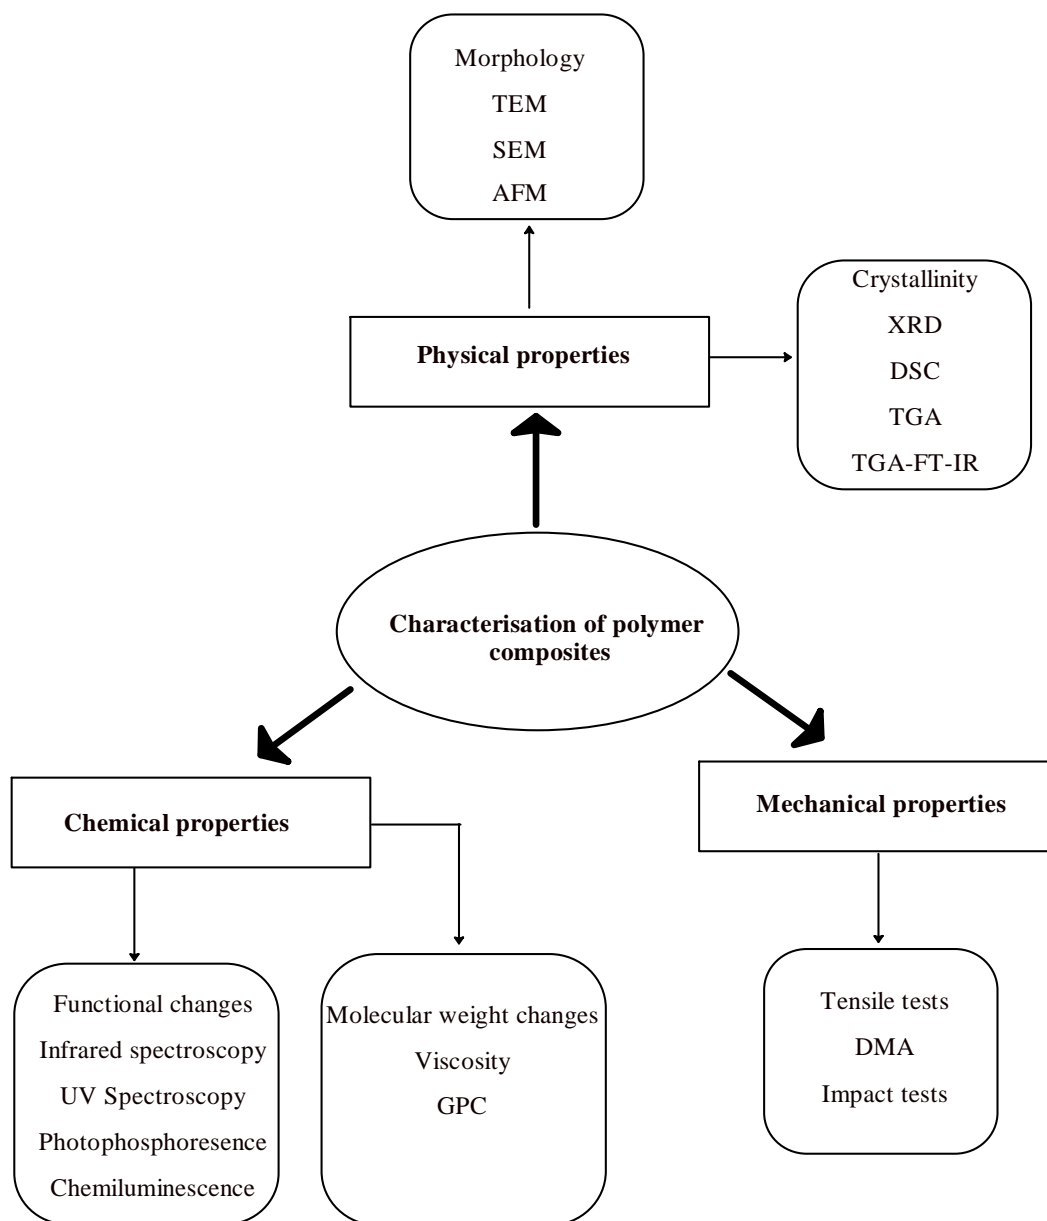 Morphology
TEM
SEM
AFM
Crystallinity
XRD
DSC
TGA
TGA-FT-IR
Physical properties
Characterisation of polymer
composites
Chemical properties
Mechanical properties
Functional changes
Infrared spectroscopy
UV Spectroscopy
Photophosphoresence
Chemiluminescence
Molecular weight changes
Viscosity
GPC
Tensile tests
DMA
Impact tests